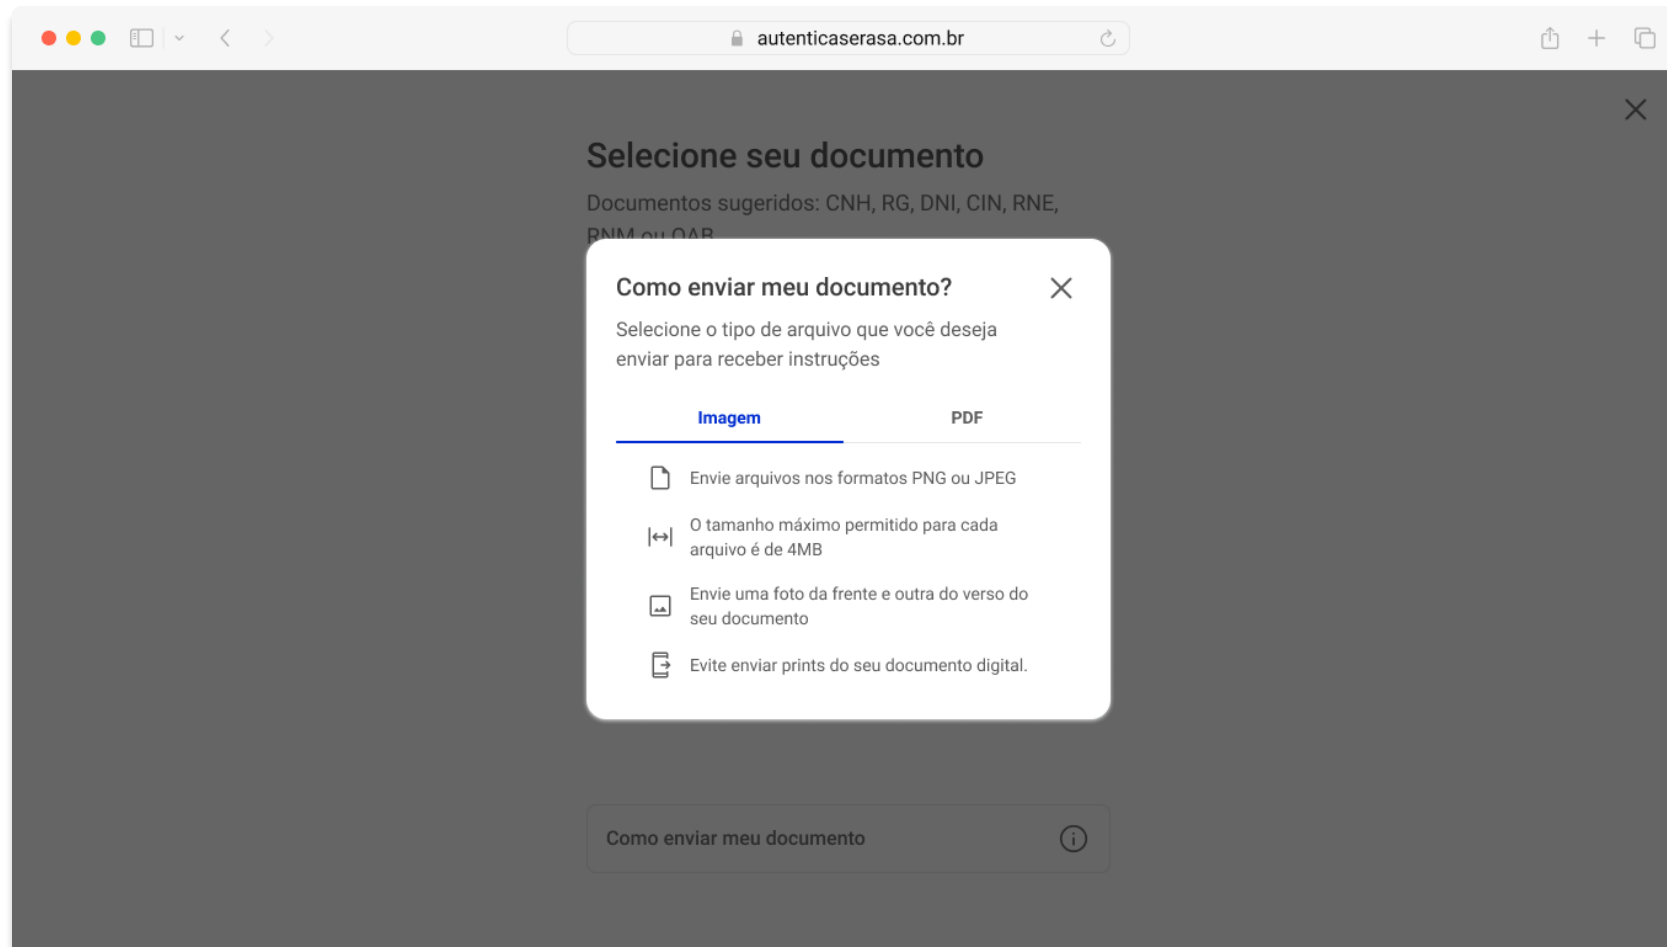 autenticaserasa.com.br
Selecione seu documento
Documentos sugeridos: CNH, RG, DNI, CIN, RNE,
RNM ou OAB
Como enviar meu documento?
Selecione o tipo de arquivo que você deseja
enviar para receber instruções
Imagem
PDF
Envie arquivos nos formatos PNG ou JPEG
O tamanho máximo permitido para cada
arquivo é de 4MB
Envie uma foto da frente e outra do verso do
seu documento
Evite enviar prints do seu documento digital.
Como enviar meu documento